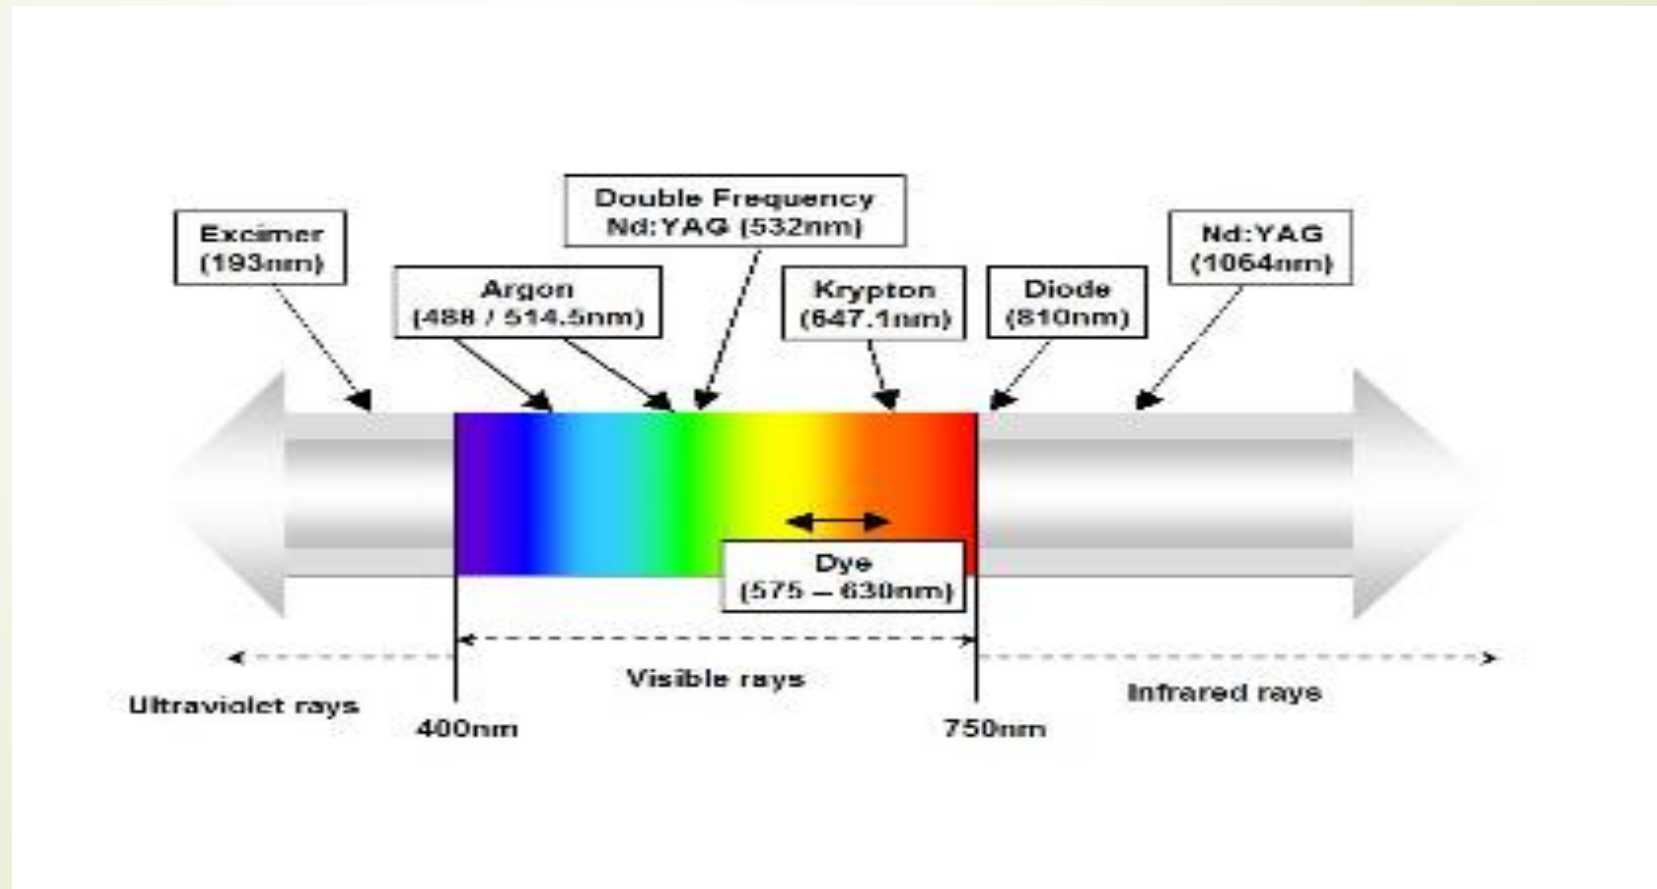 Double Frequency
Nd:YAG (532nm)
Excimer
(193nm)
Nd:YAG
(1064nm)
Argon
(488 / 514.5nm)
Krypton
(647.1nm)
Diode
(810nm)
Dye
(575 – 630nm)
Visible rays
Ultraviolet rays
Infrared rays
400nm
750nm